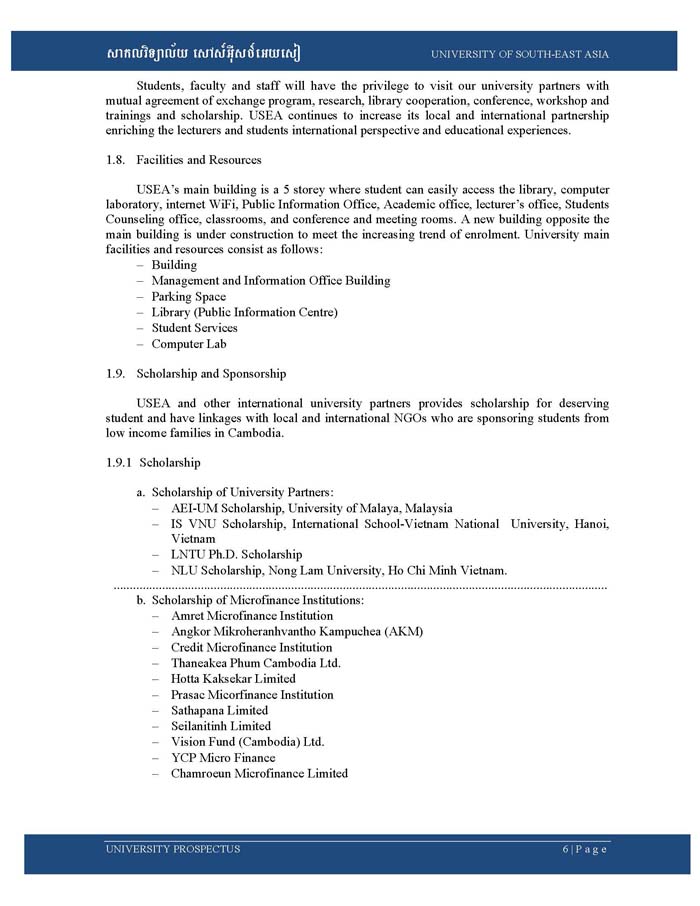 សាកលវិទ្យាល័យ សៅស៍អ៊ីសថ៍អេយសៀ UNIVERSITY OF SOUTH-EAST ASIA
Students, faculty and staff will have the privilege to visit our university partners with
mutual agreement of exchange program, research, library cooperation, conference, workshop and
trainings and scholarship. USEA continues to increase its local and international partnership
enriching the lecturers and students international perspective and educational experiences.
1.8. Facilities and Resources
USEA's main building is a 5 storey where student can easily access the library, computer
laboratory, internet WiFi, Public Information Office, Academic office, lecturer's office, Students
Counseling office, classrooms, and conference and meeting rooms. A new building opposite the
main building is under construction to meet the increasing trend of enrolment. University main
facilities and resources consist as follows:
– Building
– Management and Information Office Building
– Parking Space
– Library (Public Information Centre)
– Student Services
– Computer Lab
1.9. Scholarship and Sponsorship
USEA and other international university partners provides scholarship for deserving
student and have linkages with local and international NGOs who are sponsoring students from
low income families in Cambodia.
1.9.1 Scholarship
a. Scholarship of University Partners:
– AEI-UM Scholarship, University of Malaya, Malaysia
– IS VNU Scholarship, International School-Vietnam National University, Hanoi,
Vietnam
– LNTU Ph.D. Scholarship
– NLU Scholarship, Nong Lam University, Ho Chi Minh Vietnam.
b. Scholarship of Microfinance Institutions:
– Amret Microfinance Institution
– Angkor Mikroheranhvantho Kampuchea (AKM)
– Credit Microfinance Institution
– Thaneakea Phum Cambodia Ltd.
– Hotta Kaksekar Limited
– Prasac Micorfinance Institution
– Sathapana Limited
– Seilanitinh Limited
– Vision Fund (Cambodia) Ltd.
– YCP Micro Finance
– Chamroeun Microfinance Limited
UNIVERSITY PROSPECTUS 6 | P a g e